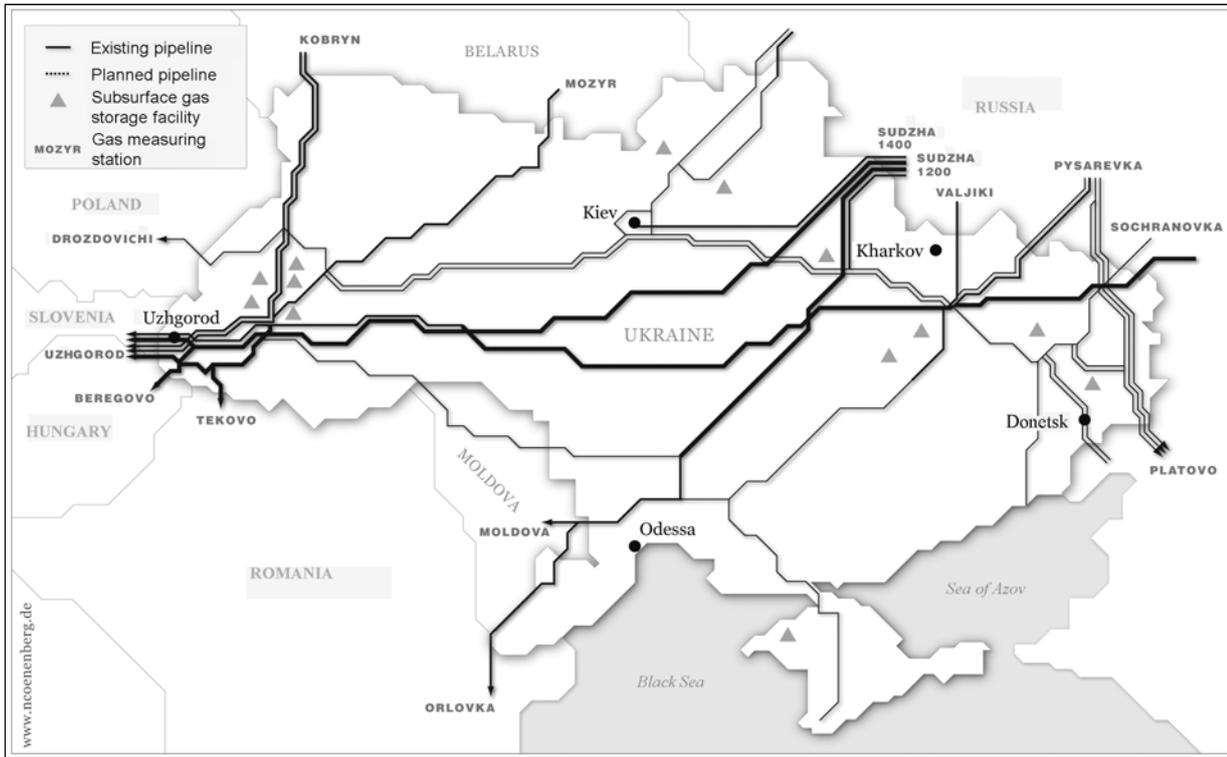 Existing pipeline
Planned pipeline
Subsurface gas
storage facility
MOZYR
Gas measuring
station
KOBRYN
BELARUS
MOZYR
RUSSIA
SUDZHA
1400
SUDZHA
1200
PYSAREVKA
VALJIKI
POLAND
Kiev
SOCHRANOVKA
DROZDOVICHI
Kharkov
SLOVENIA
Uzhgorod
UKRAINE
UZHGOROD
BEREGOVO
TEKOVO
HUNGARY
Donetsk
PLATOVO
MOLDOVA
MOLDOVA
Odessa
ROMANIA
Sea of Azov
Black Sea
ORLOVKA
www.ncoenenberg.de